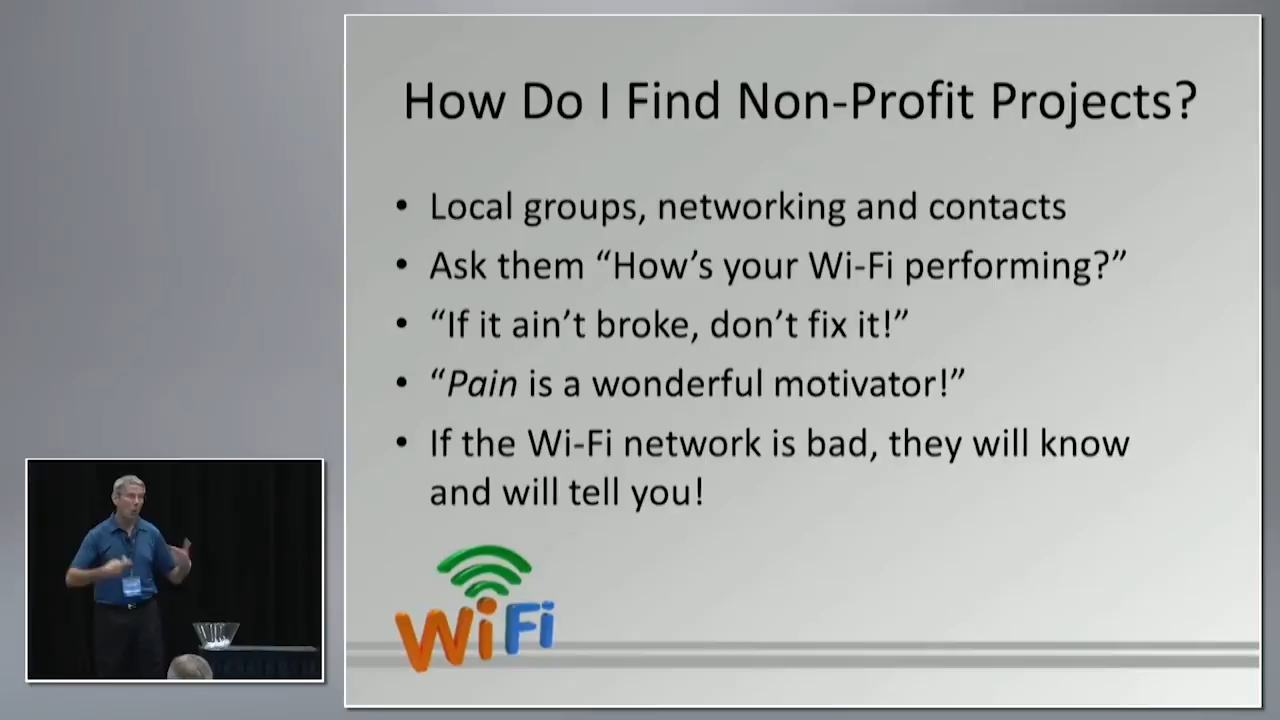 How Do I Find Non-Profit Projects?
• Local groups, networking and contacts
• Ask them “How’s your Wi-Fi performing?”
• “If it ain’t broke, don’t fix it!”
• “Pain is a wonderful motivator!”
• If the Wi-Fi network is bad, they will know
and will tell you!
WiFi